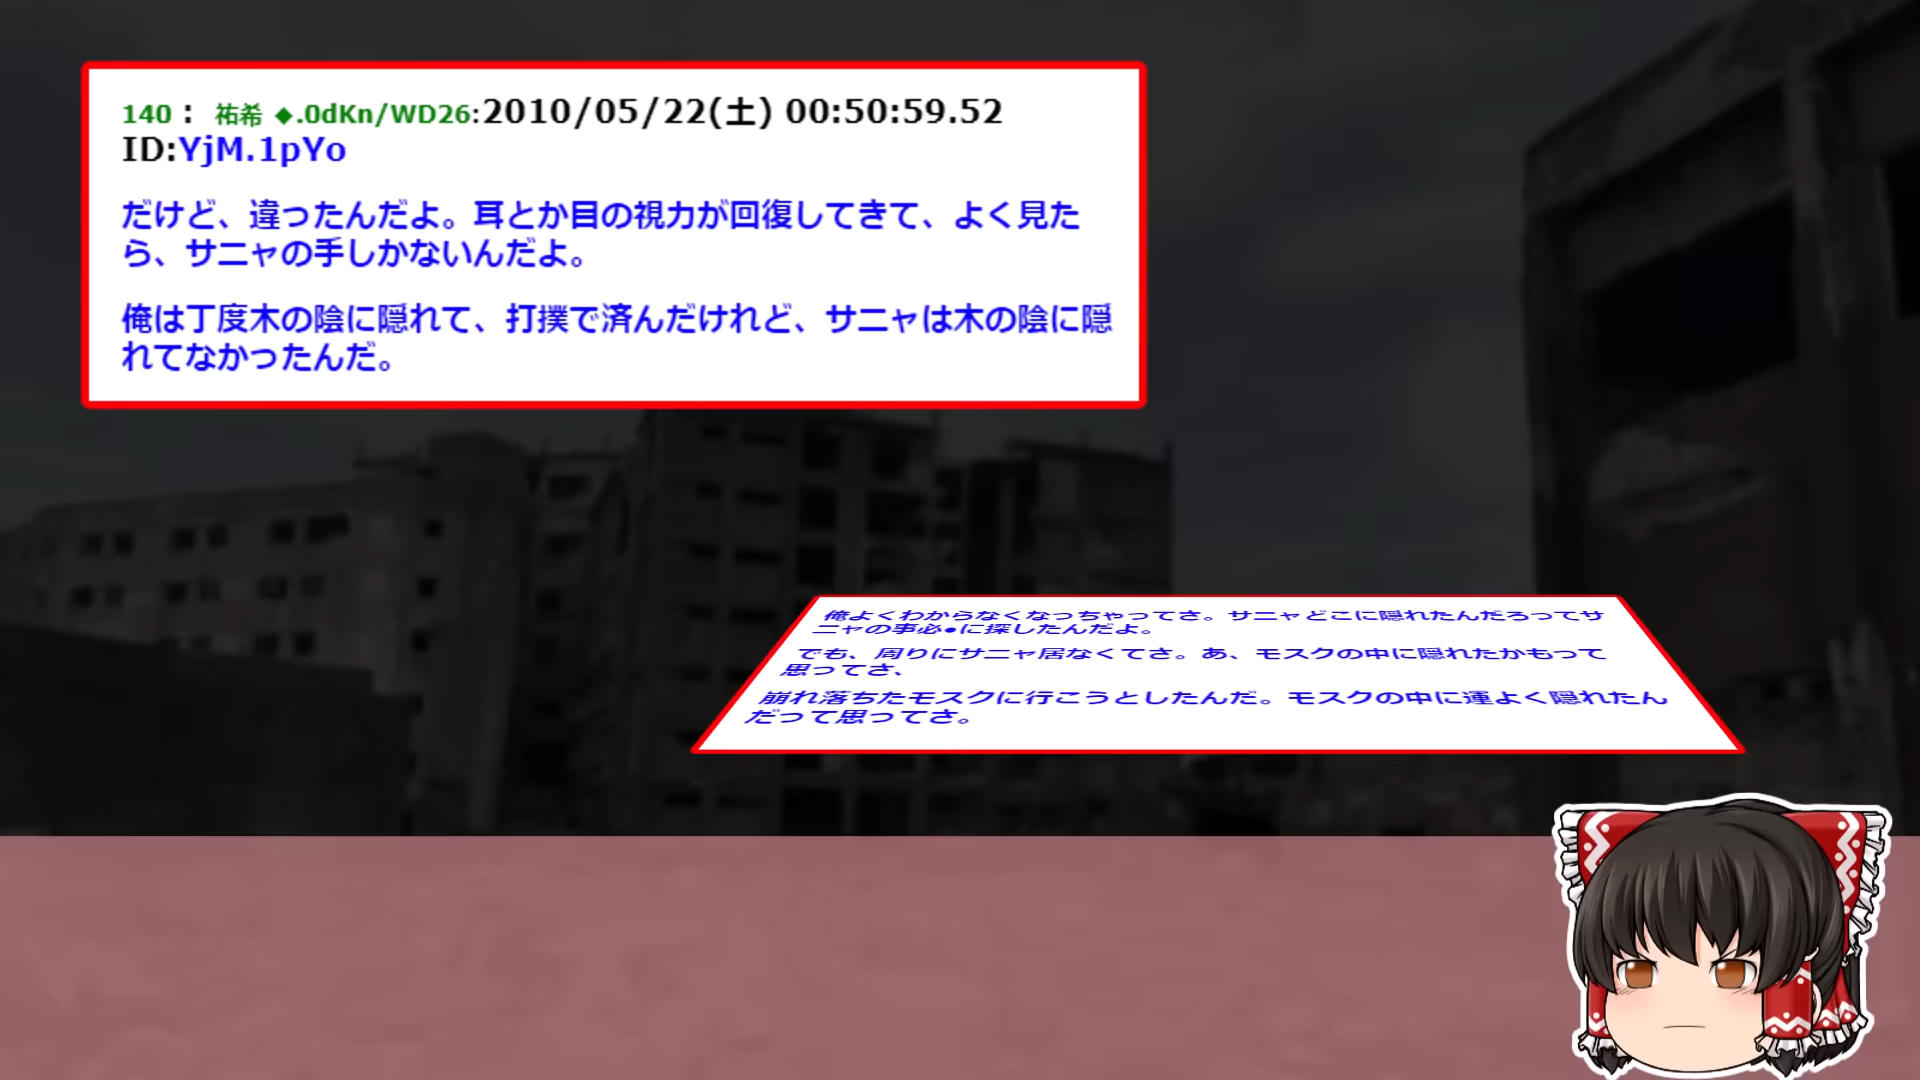 140 : 祐希 ◆.0dKn/WD26:2010/05/22(土) 00:50:59.52
ID:YjM.1pYo
だけど、違ったんだよ。耳とか目の視力が回復してきて、よく見た
ら、サニャの手しかないんだよ。
俺は丁度木の陰に隠れて、打撲で済んだけれど、サニャは木の陰に隠
れてなかったんだ。
俺よくわからなくなっちゃってさ。サニャどこに隠れたんだろってサ
ニャの事必●に探したんだよ。
でも、周りにサニャ居なくてさ。あ、モスクの中に隠れたかもって
思ってさ、
崩れ落ちたモスクに行こうとしたんだ。モスクの中に運よく隠れたん
だって思ってさ。